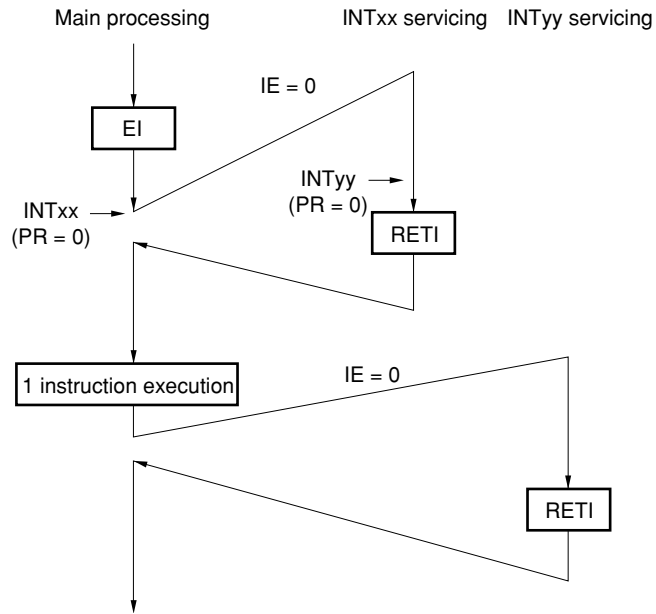 Main processing
INTxx servicing
INTyy servicing
IE = 0
EI
INTyy
(PR = 0)
INTxx
(PR = 0)
RETI
1 instruction execution
IE = 0
RETI